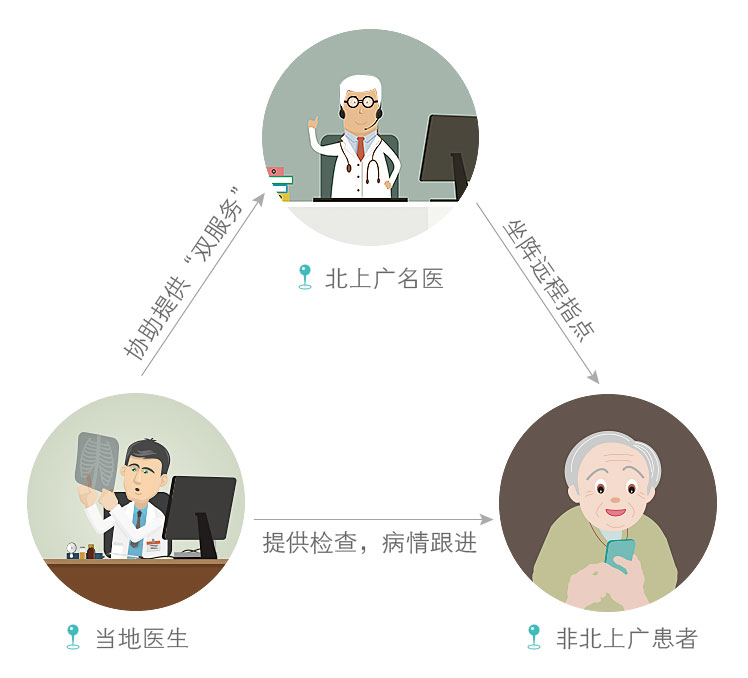 北上广名医
协助提供“双服务”
坐阵远程指点
提供检查，病情跟进
当地医生
非北上广患者